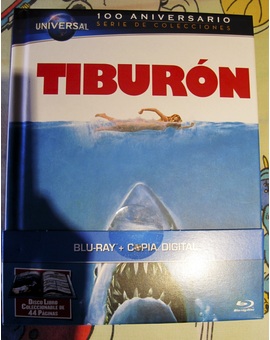 100 ANIVERSARIO
UNIVERSAL
SERIE DE COLECCIONES
TIBURÓN
BLU-RAY + COPIA DIGITAL
DISCO LIBRO
COLECCIONABLE DE
44 PÁGINAS